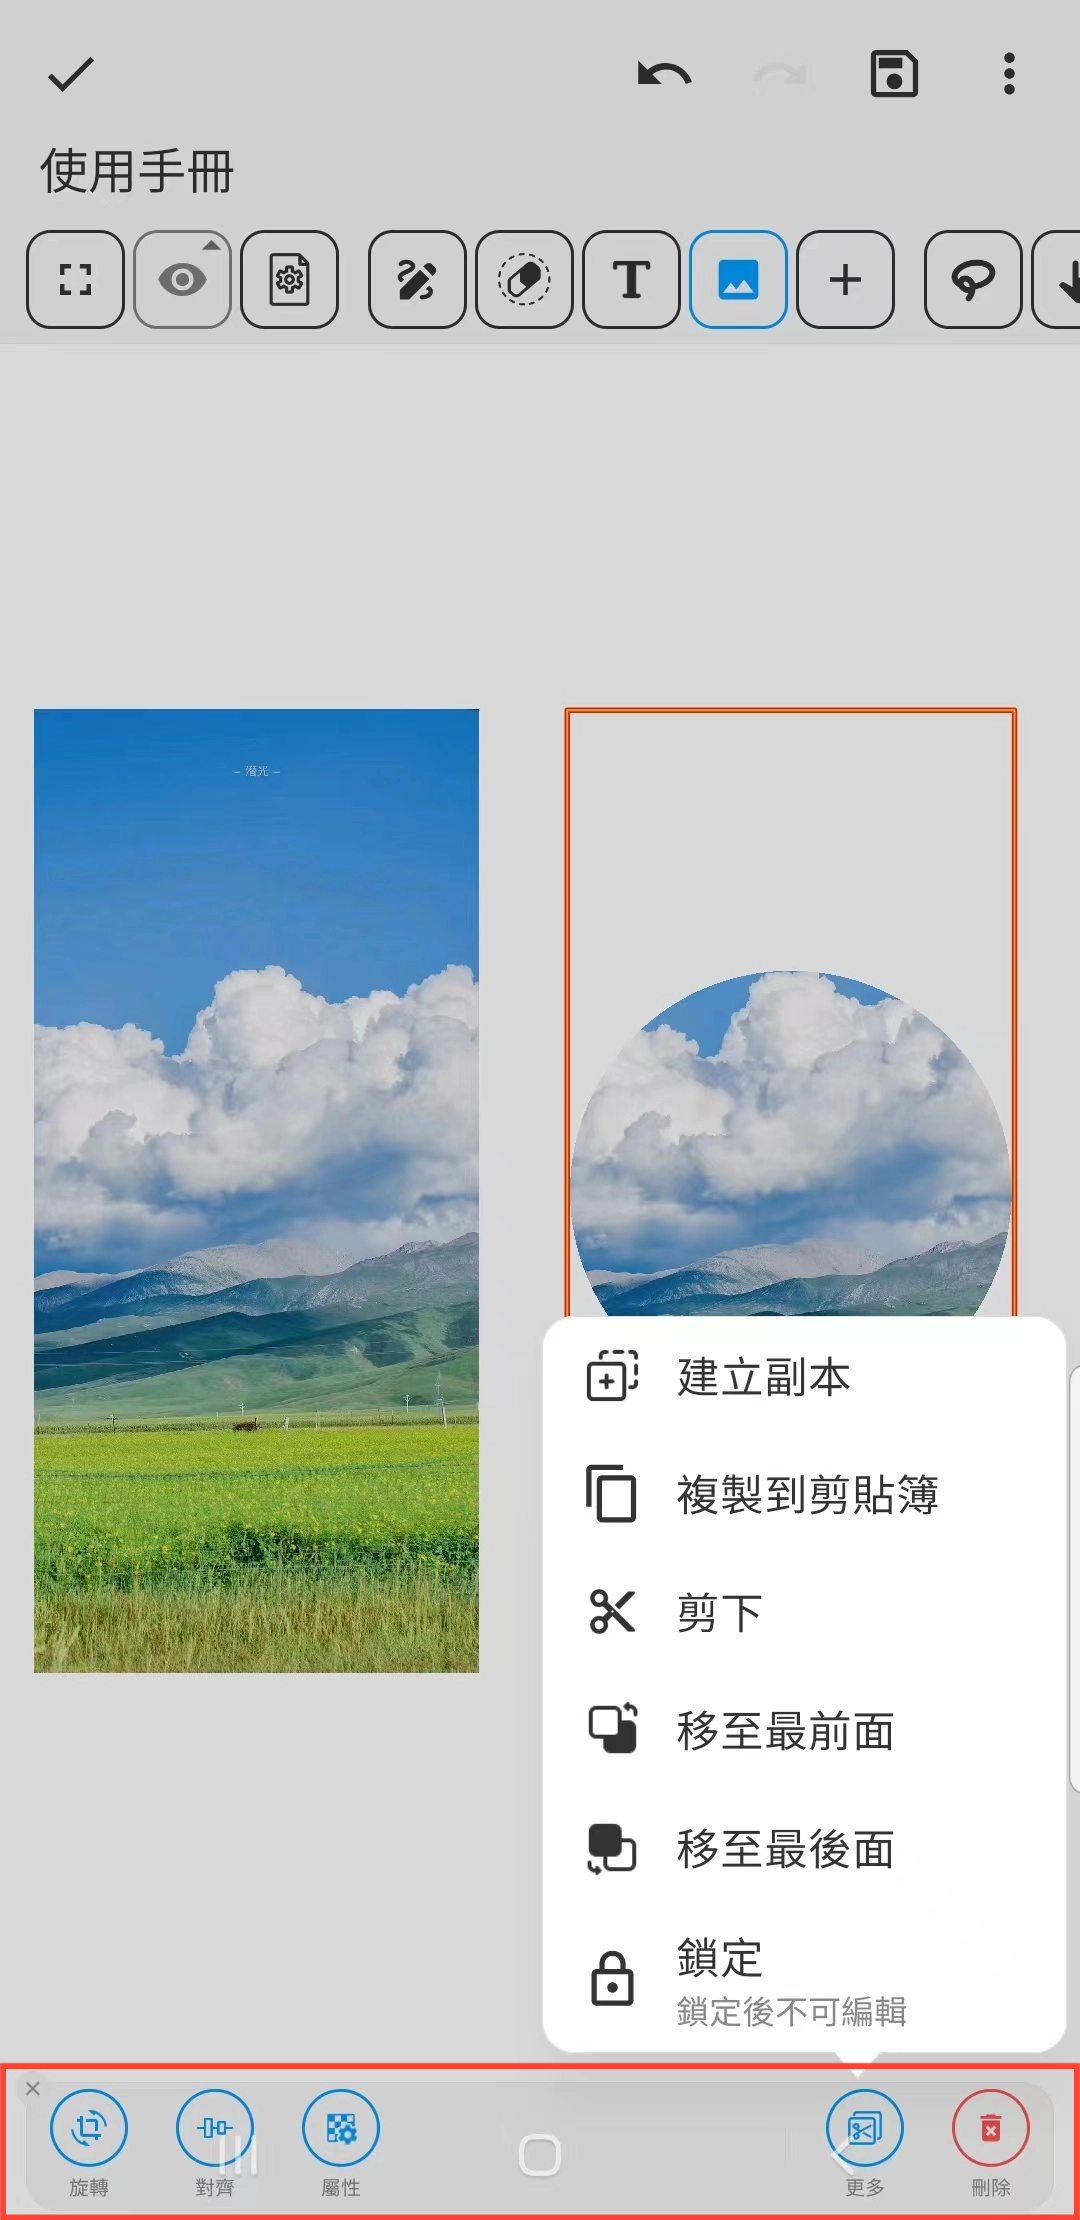 使用手冊
T
– 潛光 –
建立副本
複製到剪貼簿
剪下
移至最前面
移至最後面
鎖定
鎖定後不可編輯
旋轉
對齊
屬性
更多
刪除